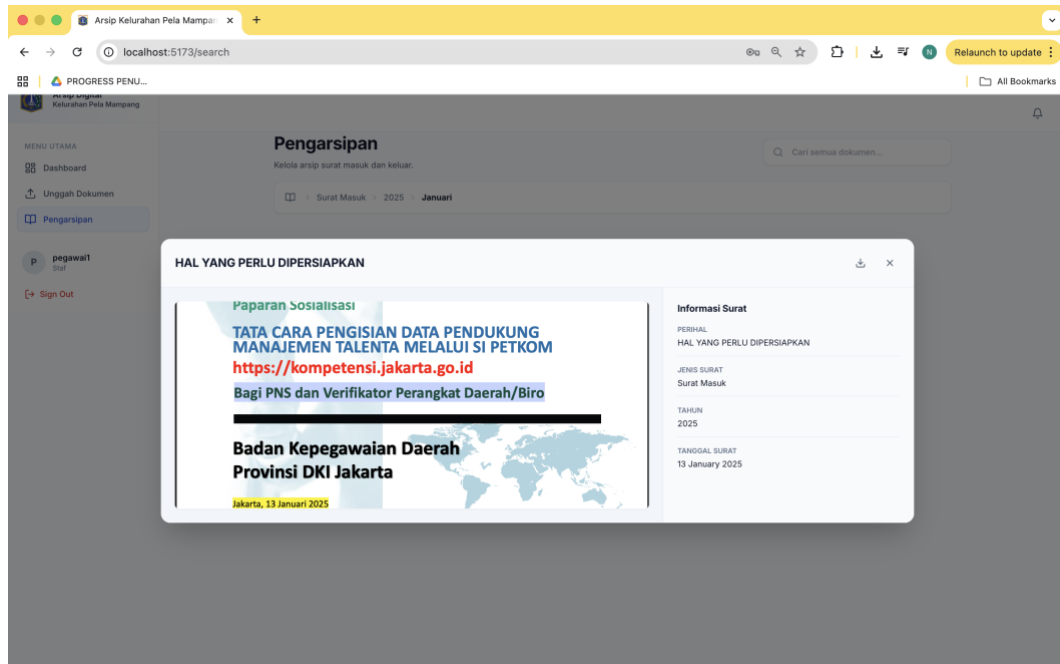 Arsip Kelurahan Pela Mampan
localhost:5173/search
N
Relaunch to update
PROGRESS PENU...
All Bookmarks
Arsip Digital
Kelurahan Pela Mampang
MENU UTAMA
Dashboard
Unggah Dokumen
Pengarsipan
P
pegawai1
Staf
Sign Out
Pengarsipan
Kelola arsip surat masuk dan keluar.
Cari semua dokumen...
Surat Masuk
2025
Januari
HAL YANG PERLU DIPERSIAPKAN
Paparan Sosialisasi
TATA CARA PENGISIAN DATA PENDUKUNG
MANAJEMEN TALENTA MELALUI SI PETKOM
https://kompetensi.jakarta.go.id
Bagi PNS dan Verifikator Perangkat Daerah/Biro
Badan Kepegawaian Daerah
Provinsi DKI Jakarta
Jakarta, 13 Januari 2025
Informasi Surat
PERIHAL
HAL YANG PERLU DIPERSIAPKAN
JENIS SURAT
Surat Masuk
TAHUN
2025
TANGGAL SURAT
13 January 2025